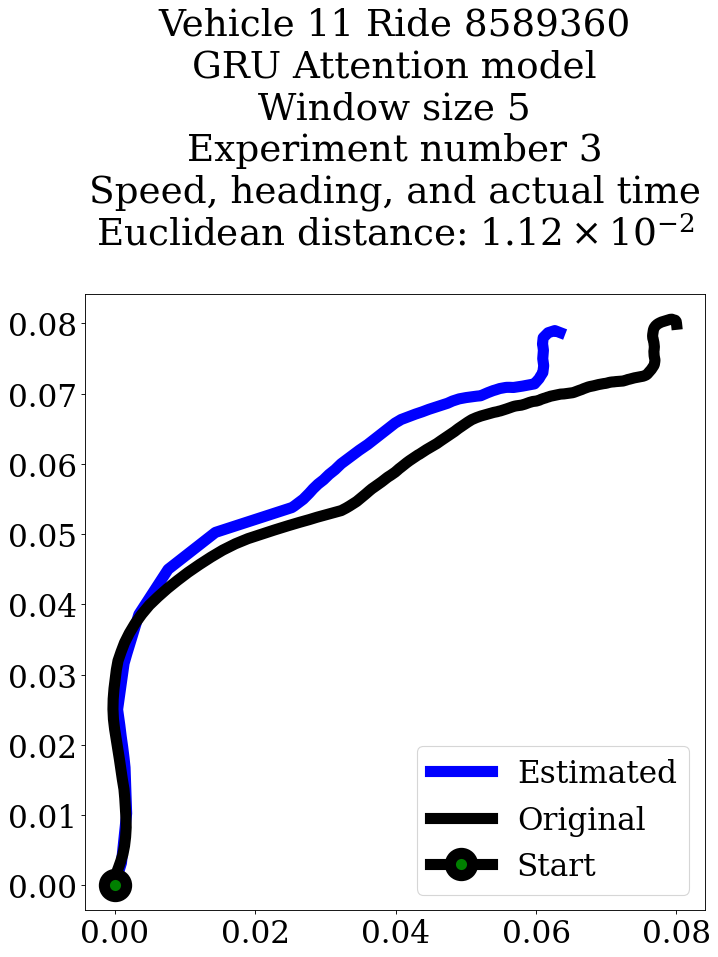 Vehicle 11 Ride 8589360
GRU Attention model
Window size 5
Experiment number 3
Speed, heading, and actual time
Euclidean distance: 1.12 × 10⁻²
0.08
0.07
0.06
0.05
0.04
0.03
0.02
0.01
0.00
Estimated
Original
Start
0.00 0.02 0.04 0.06 0.08